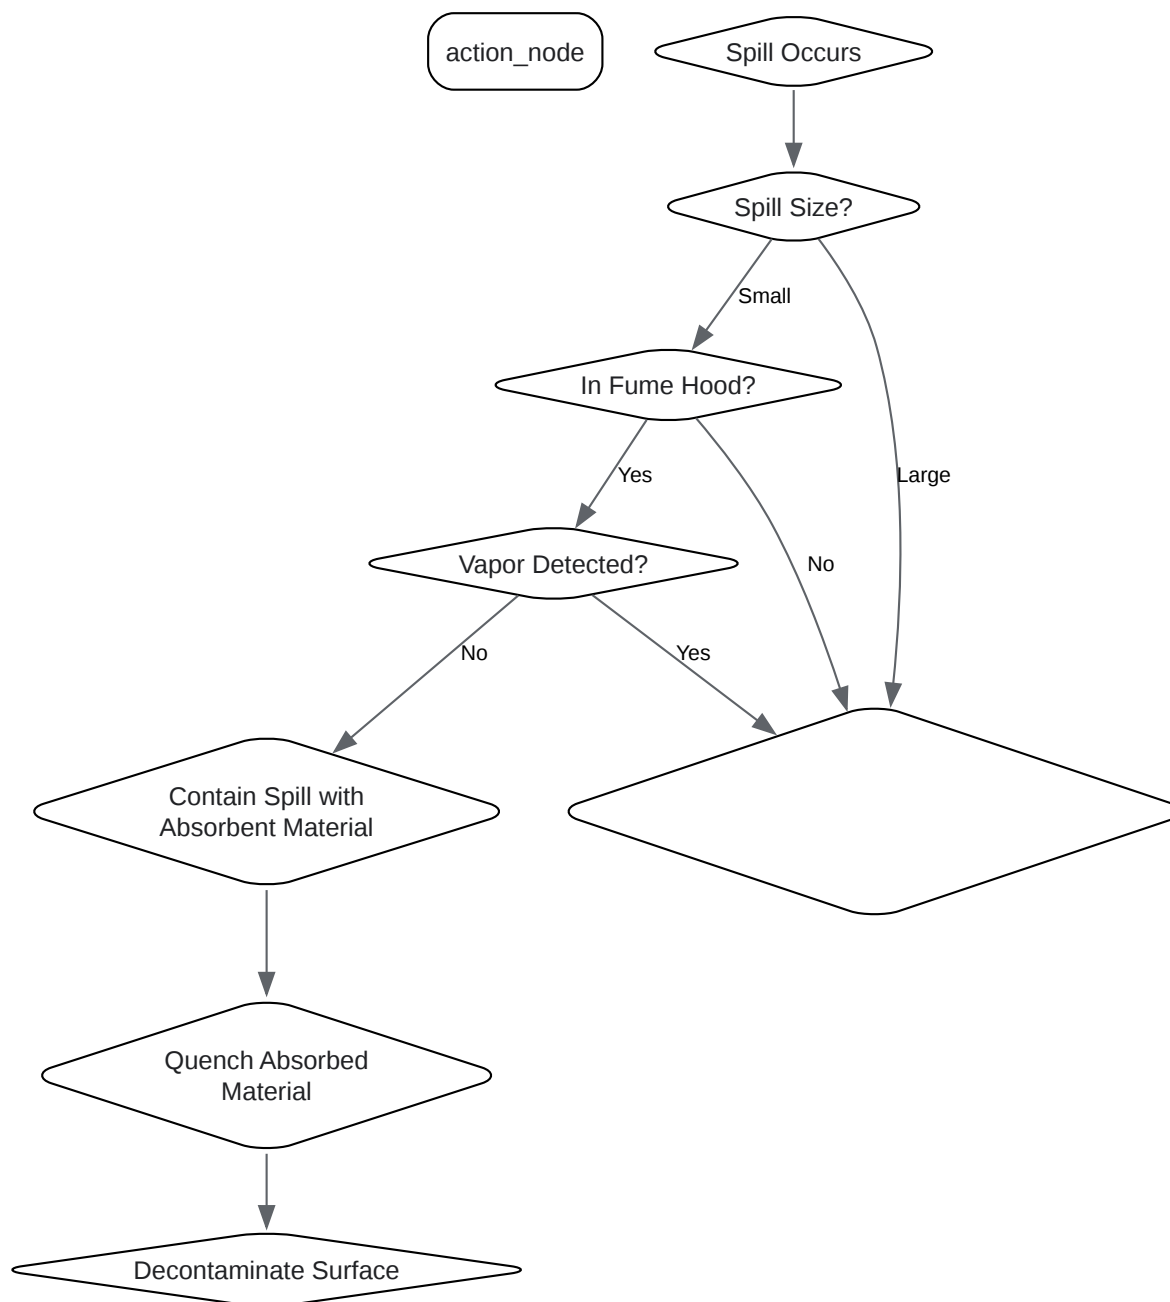 action_node
Spill Occurs
Spill Size?
Small
In Fume Hood?
Yes
Large
Vapor Detected?
No
No
Yes
Contain Spill with
Absorbent Material
Quench Absorbed
Material
Decontaminate Surface